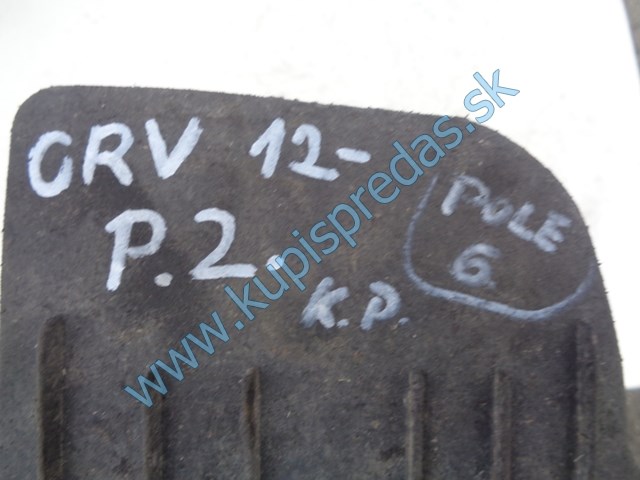 CRV 12-
P.2.
K.P.
POLE
6
www.kupispredas.sk